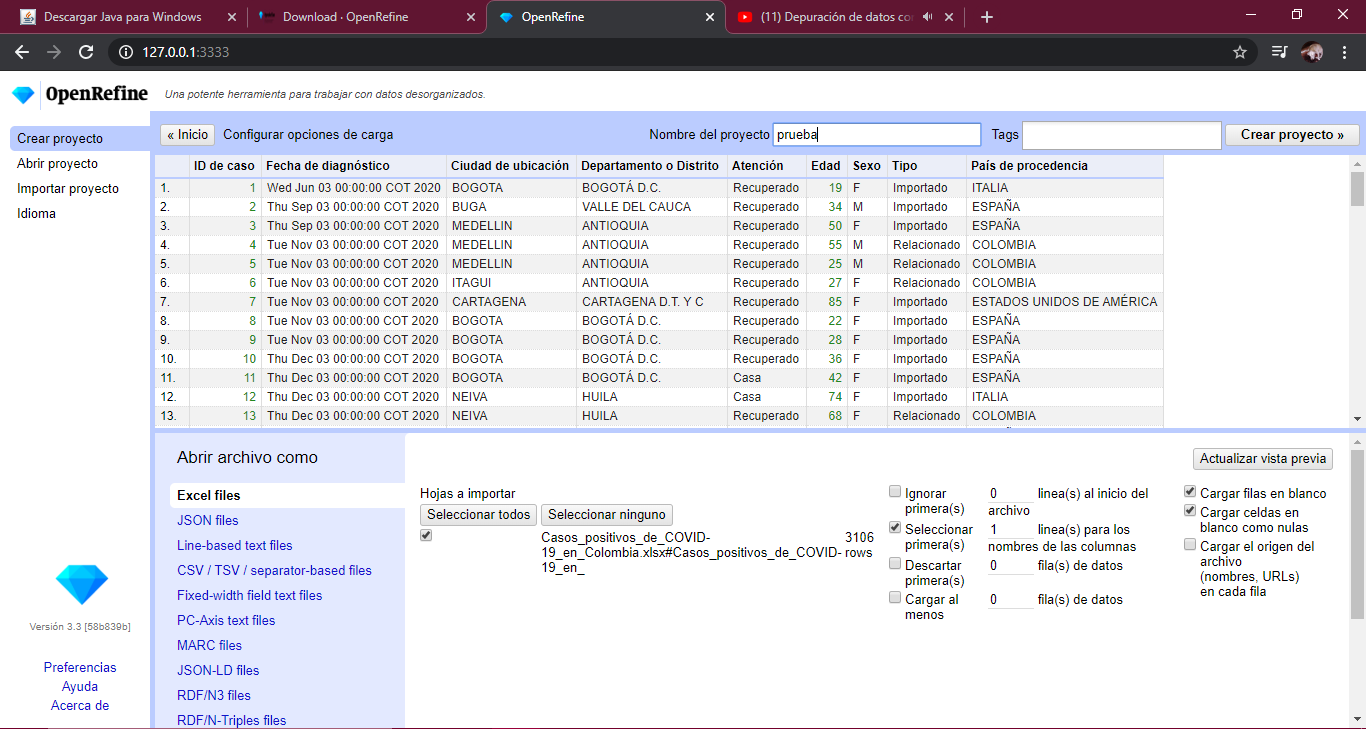 Descargar Java para Windows
Download · OpenRefine
OpenRefine
(11) Depuración de datos co
127.0.0.1:3333
OpenRefine Una potente herramienta para trabajar con datos desorganizados.
Crear proyecto
Abrir proyecto
Importar proyecto
Idioma
« Inicio Configurar opciones de carga Nombre del proyecto prueba Tags Crear proyecto »
ID de caso Fecha de diagnóstico Ciudad de ubicación Departamento o Distrito Atención Edad Sexo Tipo País de procedencia
1. 1 Wed Jun 03 00:00:00 COT 2020 BOGOTA BOGOTÁ D.C. Recuperado 19 F Importado ITALIA
2. 2 Thu Sep 03 00:00:00 COT 2020 BUGA VALLE DEL CAUCA Recuperado 34 M Importado ESPAÑA
3. 3 Thu Sep 03 00:00:00 COT 2020 MEDELLIN ANTIOQUIA Recuperado 50 F Importado ESPAÑA
4. 4 Tue Nov 03 00:00:00 COT 2020 MEDELLIN ANTIOQUIA Recuperado 55 M Relacionado COLOMBIA
5. 5 Tue Nov 03 00:00:00 COT 2020 MEDELLIN ANTIOQUIA Recuperado 25 M Relacionado COLOMBIA
6. 6 Tue Nov 03 00:00:00 COT 2020 ITAGUI ANTIOQUIA Recuperado 27 F Relacionado COLOMBIA
7. 7 Tue Nov 03 00:00:00 COT 2020 CARTAGENA CARTAGENA D.T. Y C Recuperado 85 F Importado ESTADOS UNIDOS DE AMÉRICA
8. 8 Tue Nov 03 00:00:00 COT 2020 BOGOTA BOGOTÁ D.C. Recuperado 22 F Importado ESPAÑA
9. 9 Tue Nov 03 00:00:00 COT 2020 BOGOTA BOGOTÁ D.C. Recuperado 28 F Importado ESPAÑA
10. 10 Thu Dec 03 00:00:00 COT 2020 BOGOTA BOGOTÁ D.C. Recuperado 36 F Importado ESPAÑA
11. 11 Thu Dec 03 00:00:00 COT 2020 BOGOTA BOGOTÁ D.C. Casa 42 F Importado ESPAÑA
12. 12 Thu Dec 03 00:00:00 COT 2020 NEIVA HUILA Casa 74 F Importado ITALIA
13. 13 Thu Dec 03 00:00:00 COT 2020 NEIVA HUILA Recuperado 68 F Relacionado COLOMBIA
Abrir archivo como
Excel files
JSON files
Line-based text files
CSV / TSV / separator-based files
Fixed-width field text files
PC-Axis text files
MARC files
JSON-LD files
RDF/N3 files
RDF/N-Triples files
Hojas a importar
Seleccionar todos Seleccionar ninguno
Casos_positivos_de_COVID- 3106
19_en_Colombia.xlsx#Casos_positivos_de_COVID- rows
19_en_
Ignorar 0 linea(s) al inicio del
primera(s) archivo
Seleccionar 1 linea(s) para los
primera(s) nombres de las columnas
Descartar 0 fila(s) de datos
primera(s)
Cargar al 0 fila(s) de datos
menos
Actualizar vista previa
Cargar filas en blanco
Cargar celdas en
blanco como nulas
Cargar el origen del
archivo
(nombres, URLs)
en cada fila
Versión 3.3 [58b839b]
Preferencias
Ayuda
Acerca de